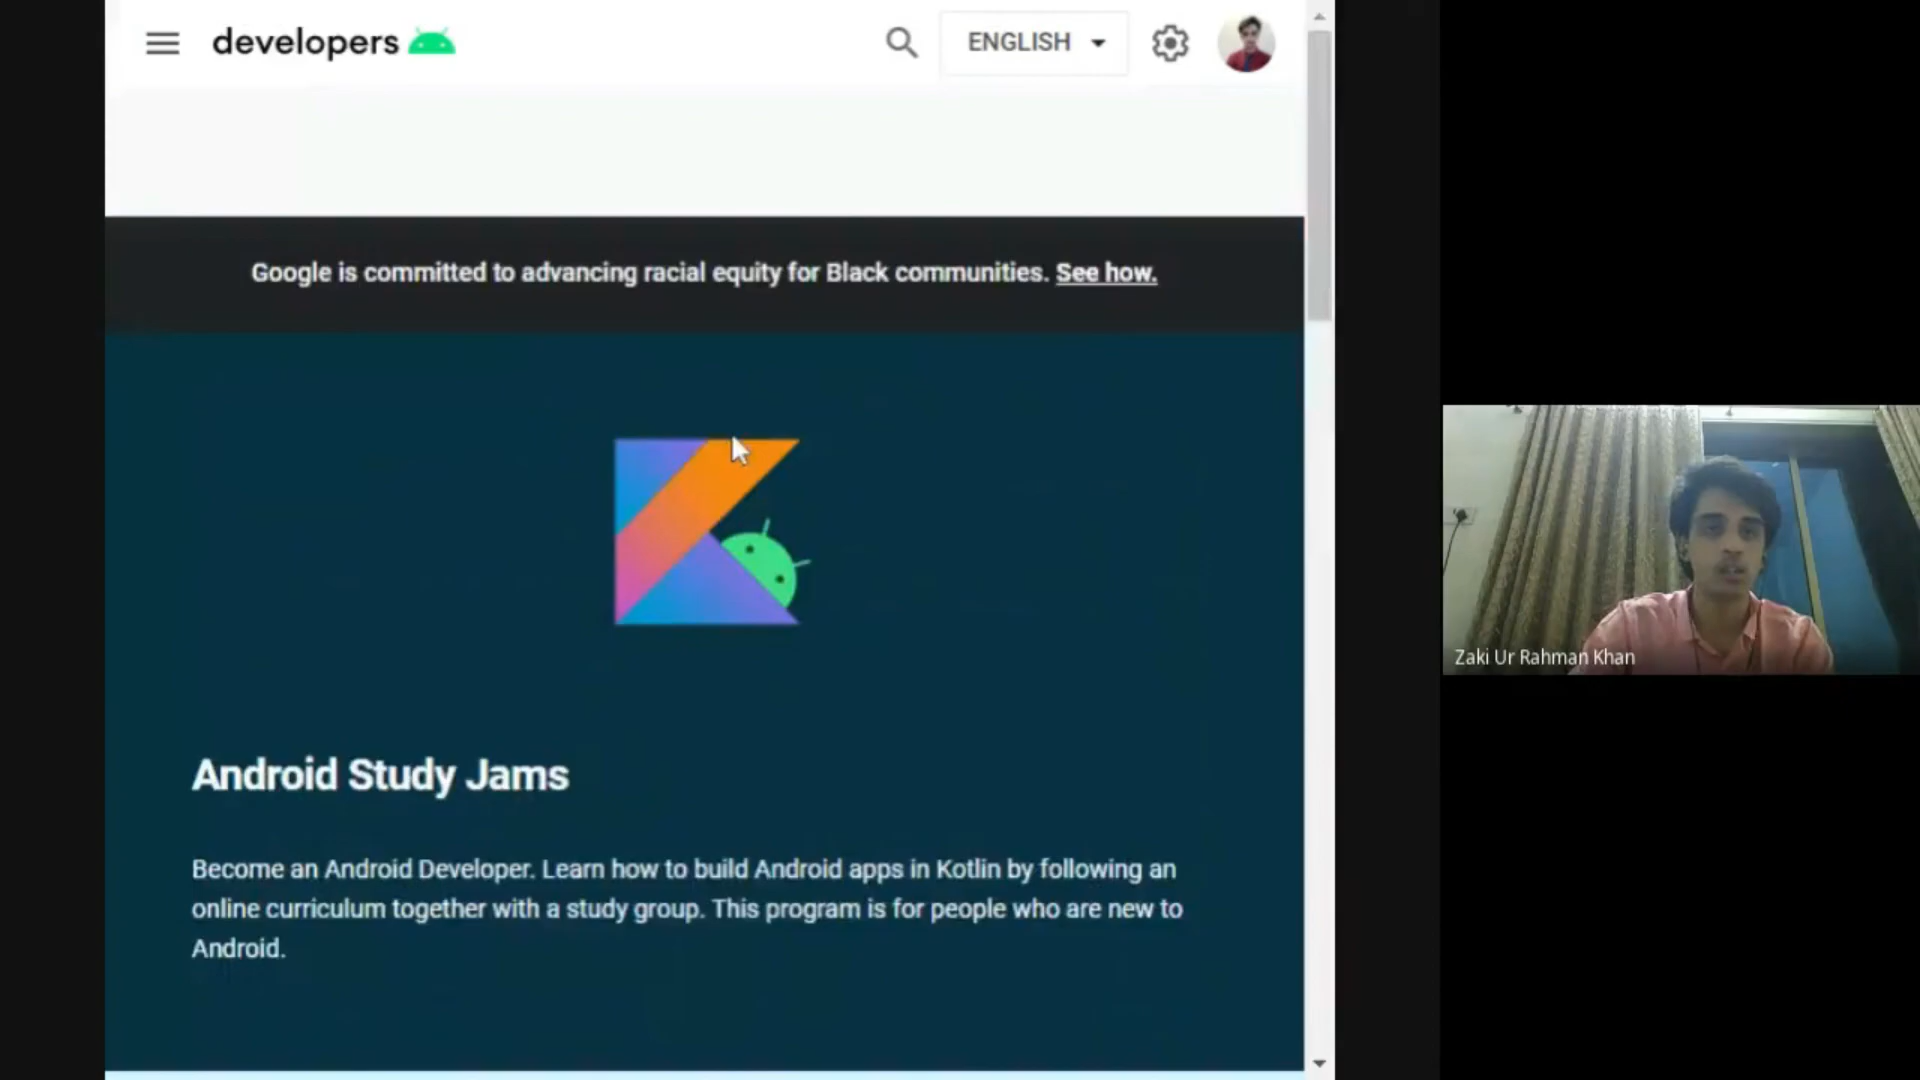 developers
ENGLISH
Google is committed to advancing racial equity for Black communities. See how.
Android Study Jams
Become an Android Developer. Learn how to build Android apps in Kotlin by following an
online curriculum together with a study group. This program is for people who are new to
Android.
Zaki Ur Rahman Khan